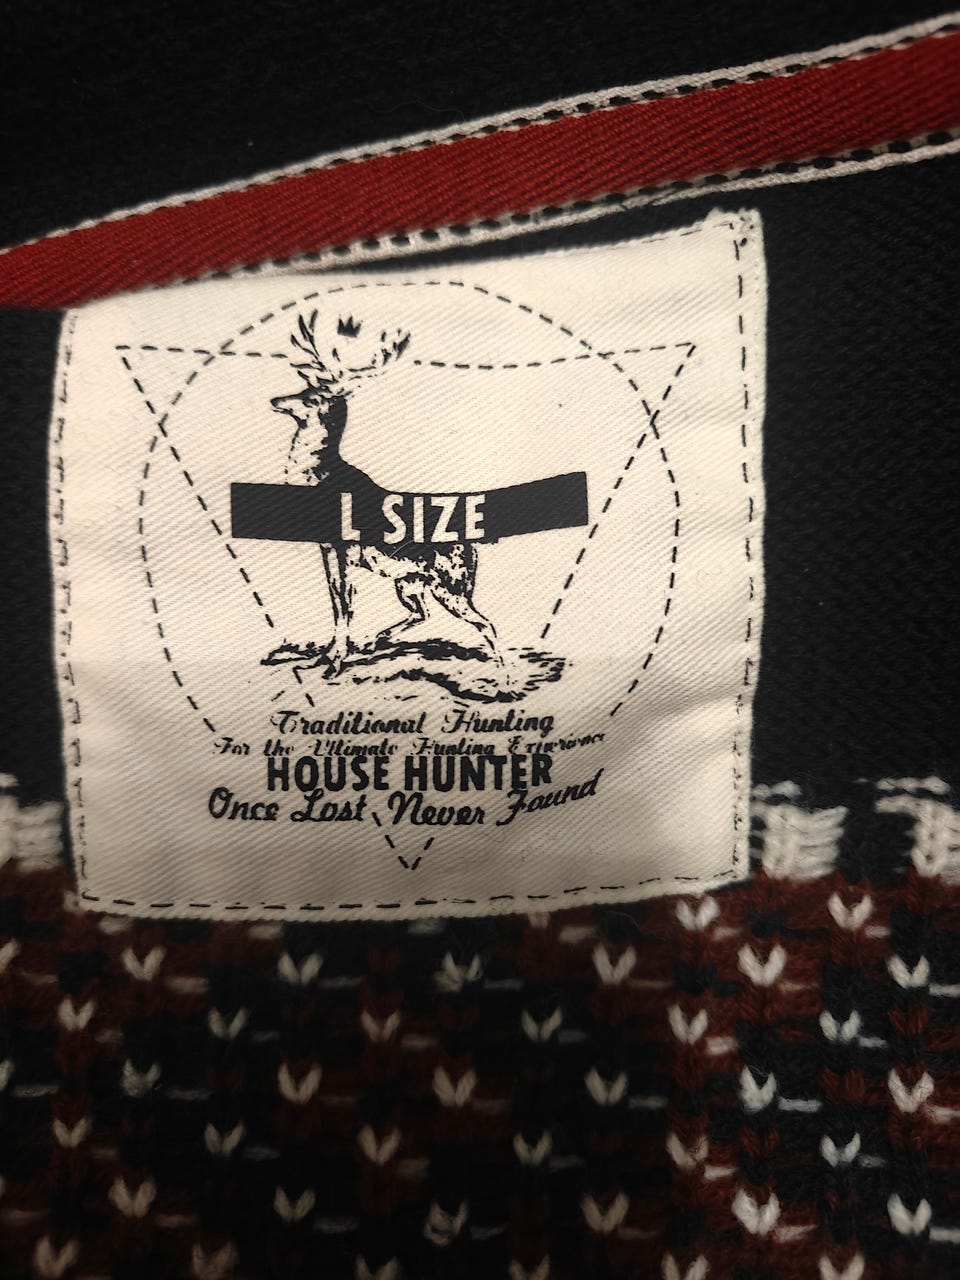 L SIZE
Traditional Hunting
For the Ultimate Hunting Experience
HOUSE HUNTER
Once Lost Never Found